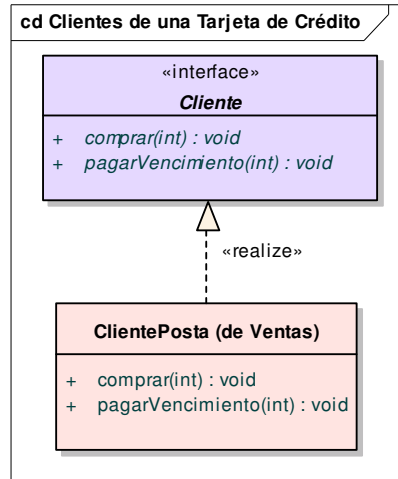 cd Clientes de una Tarjeta de Crédito
«interface»
Cliente
+ comprar(int) : void
+ pagarVencimiento(int) : void
«realize»
ClientePosta (de Ventas)
+ comprar(int) : void
+ pagarVencimiento(int) : void